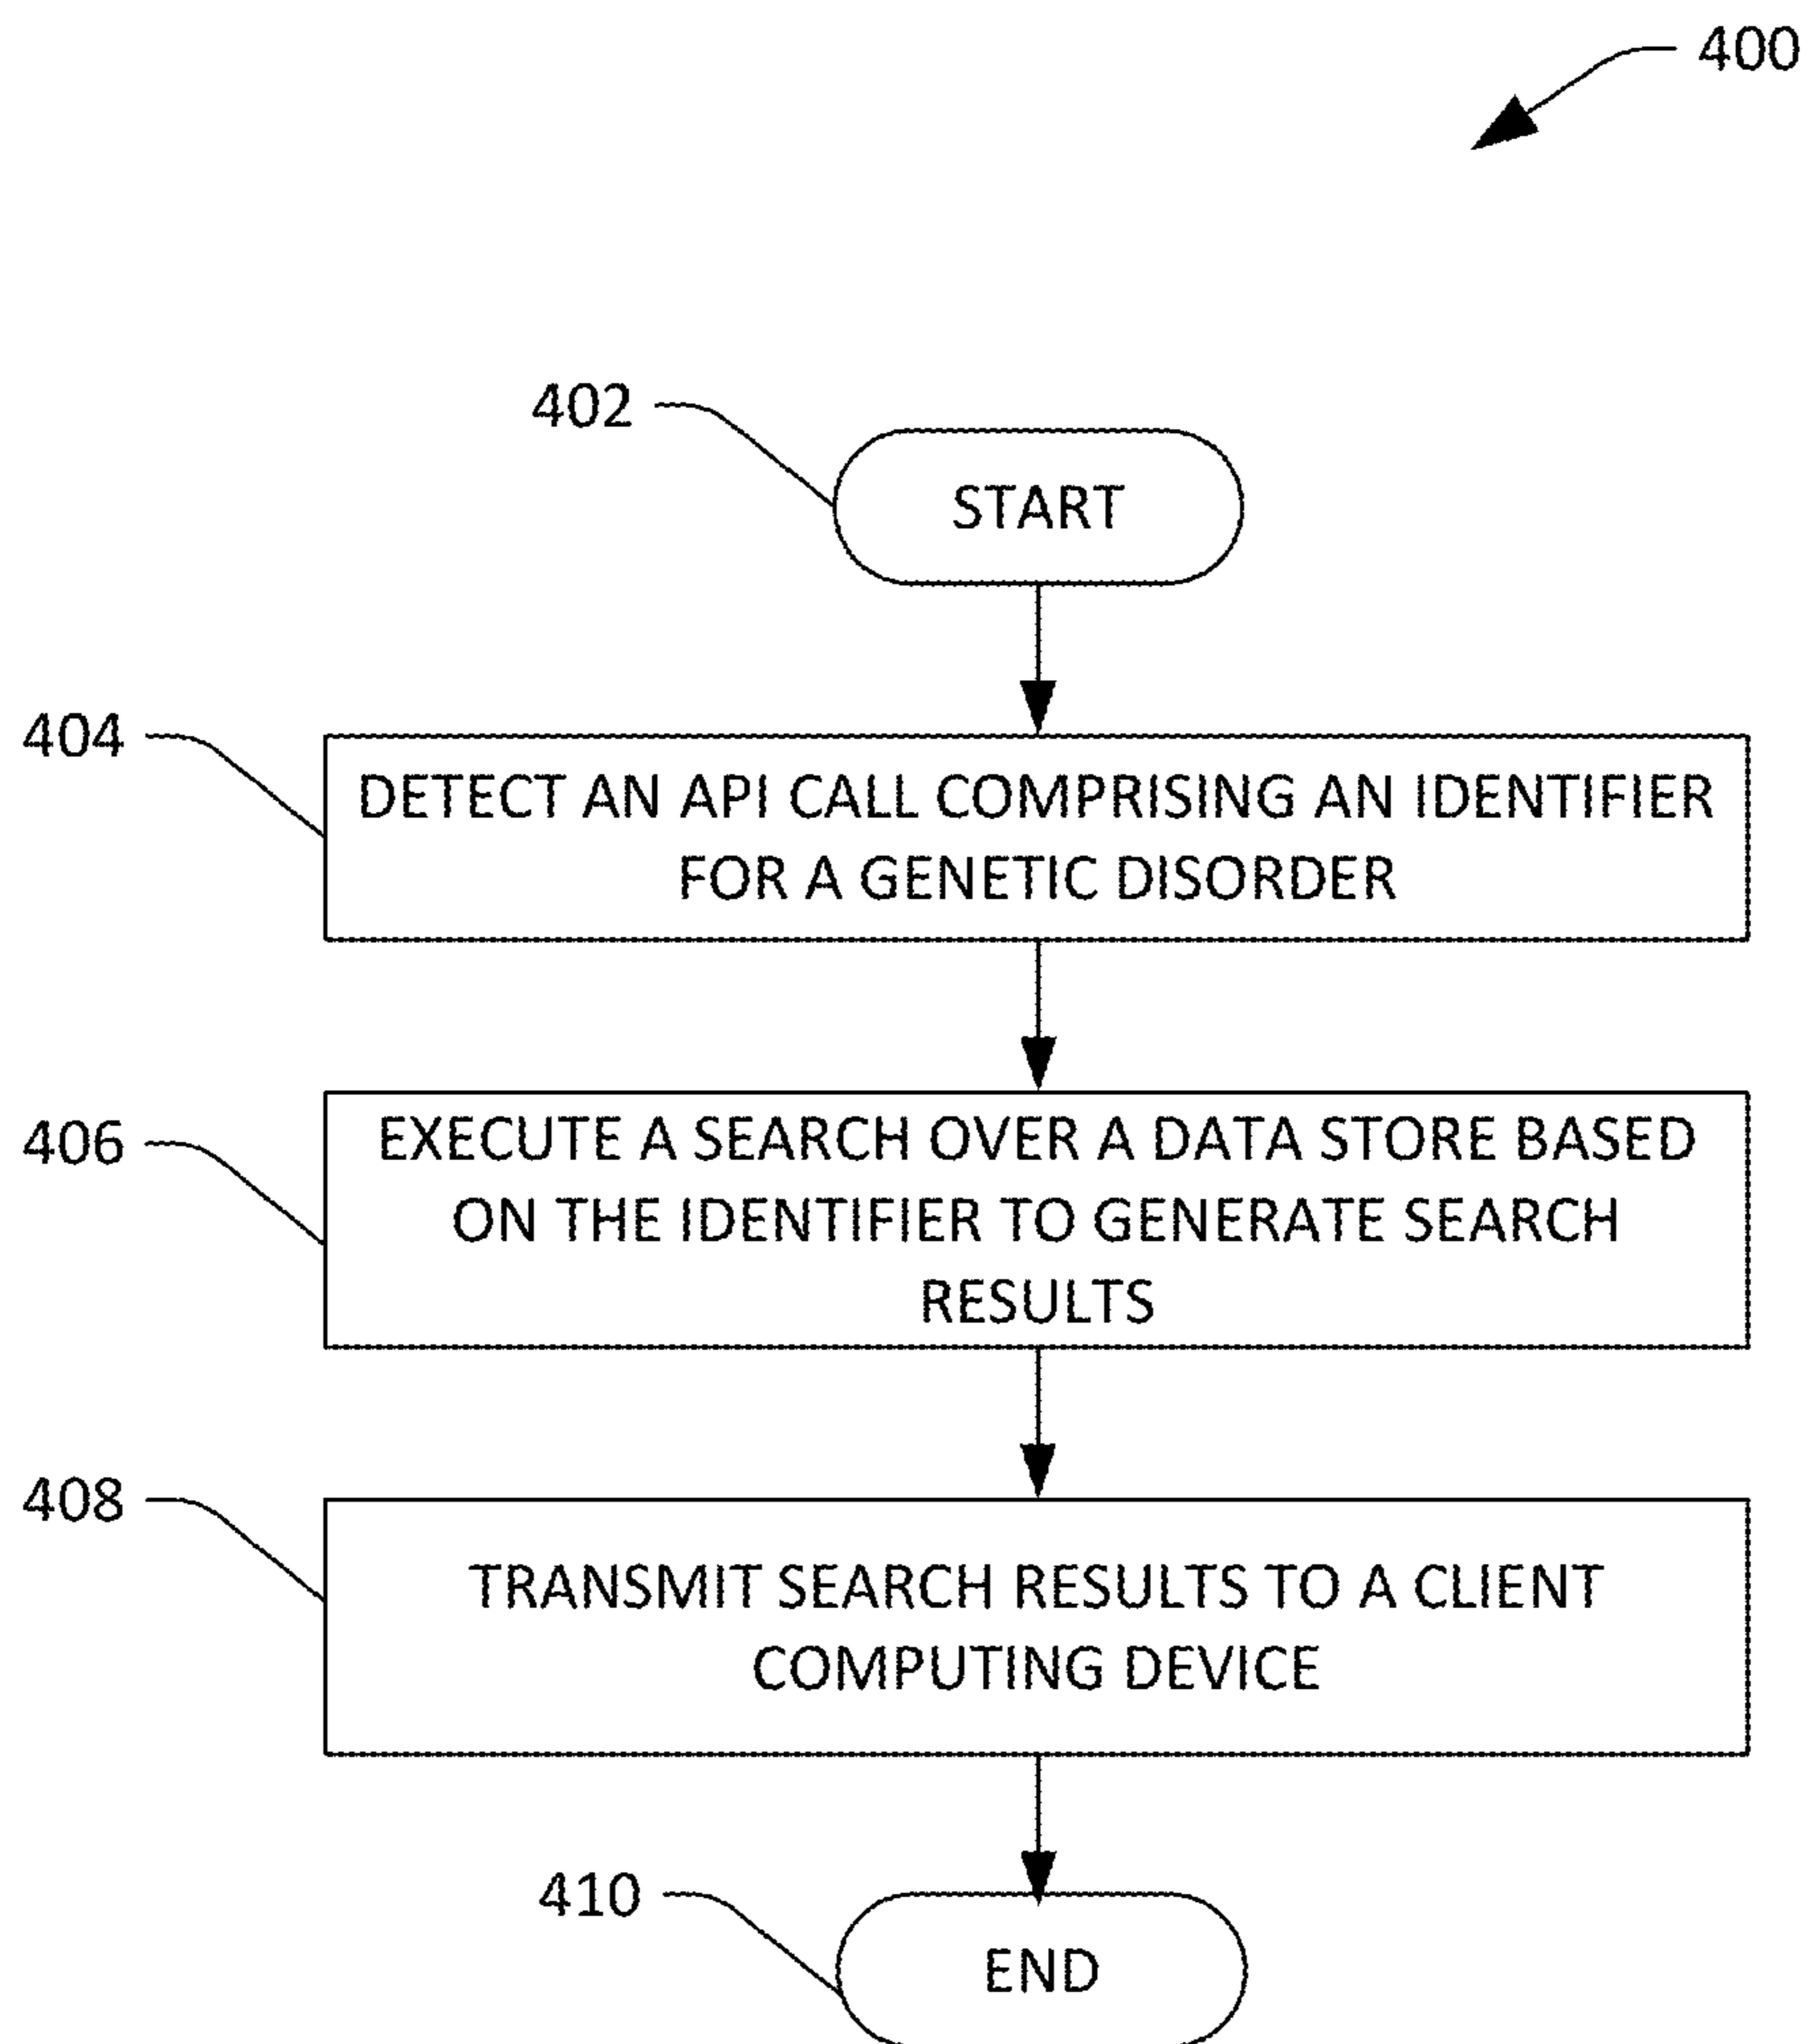 400
402
START
404
DETECT AN API CALL COMPRISING AN IDENTIFIER
FOR A GENETIC DISORDER
406
EXECUTE A SEARCH OVER A DATA STORE BASED
ON THE IDENTIFIER TO GENERATE SEARCH
RESULTS
408
TRANSMIT SEARCH RESULTS TO A CLIENT
COMPUTING DEVICE
410
END